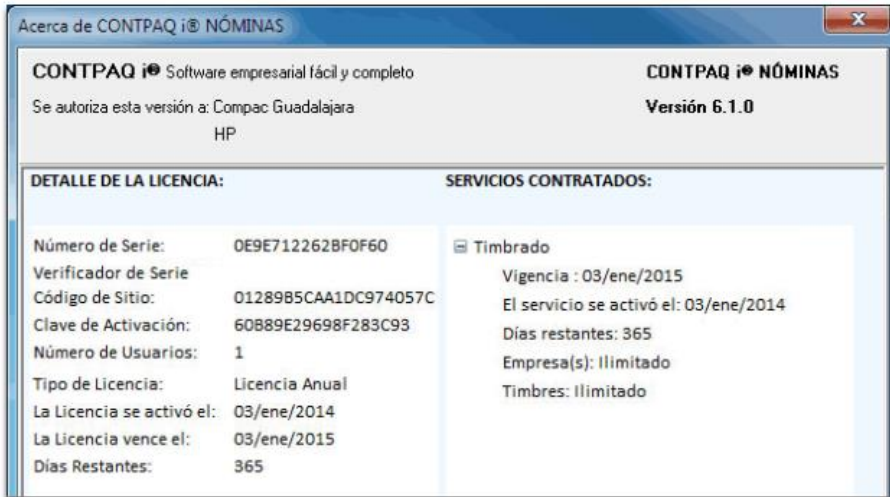 Acerca de CONTPAQ i® NÓMINAS
CONTPAQ i® Software empresarial fácil y completo
CONTPAQ i® NÓMINAS
Se autoriza esta versión a: Compac Guadalajara
Versión 6.1.0
HP
DETALLE DE LA LICENCIA:
Número de Serie: 0E9E712262BF0F60
Verificador de Serie
Código de Sitio: 01289B5CAA1DC974057C
Clave de Activación: 60B89E29698F283C93
Número de Usuarios: 1
Tipo de Licencia: Licencia Anual
La Licencia se activó el: 03/ene/2014
La Licencia vence el: 03/ene/2015
Días Restantes: 365
SERVICIOS CONTRATADOS:
Timbrado
Vigencia : 03/ene/2015
El servicio se activó el: 03/ene/2014
Días restantes: 365
Empresa(s): Ilimitado
Timbres: Ilimitado